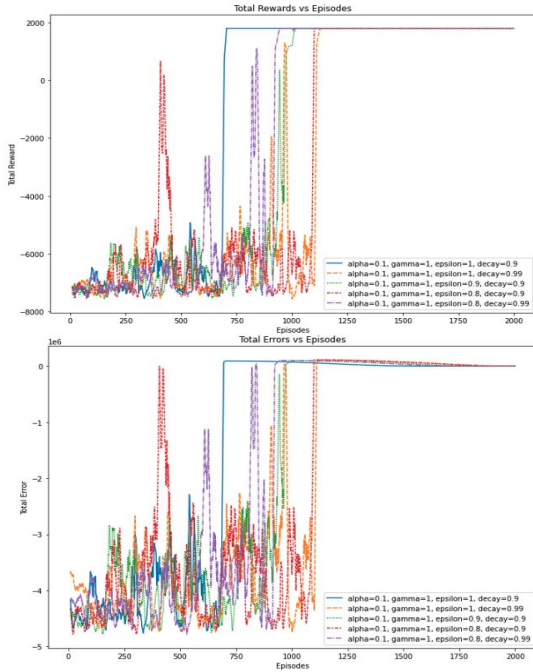 Total Rewards vs Episodes
2000
0
−2000
−4000
−6000
−8000
Total Reward
alpha=0.1, gamma=1, epsilon=1, decay=0.9
alpha=0.1, gamma=1, epsilon=1, decay=0.99
alpha=0.1, gamma=1, epsilon=0.9, decay=0.9
alpha=0.1, gamma=1, epsilon=0.8, decay=0.9
alpha=0.1, gamma=1, epsilon=0.8, decay=0.99
0 250 500 750 1000 1250 1500 1750 2000
Episodes
Total Errors vs Episodes
1e6
0
−1
−2
−3
−4
−5
Total Error
alpha=0.1, gamma=1, epsilon=1, decay=0.9
alpha=0.1, gamma=1, epsilon=1, decay=0.99
alpha=0.1, gamma=1, epsilon=0.9, decay=0.9
alpha=0.1, gamma=1, epsilon=0.8, decay=0.9
alpha=0.1, gamma=1, epsilon=0.8, decay=0.99
0 250 500 750 1000 1250 1500 1750 2000
Episodes